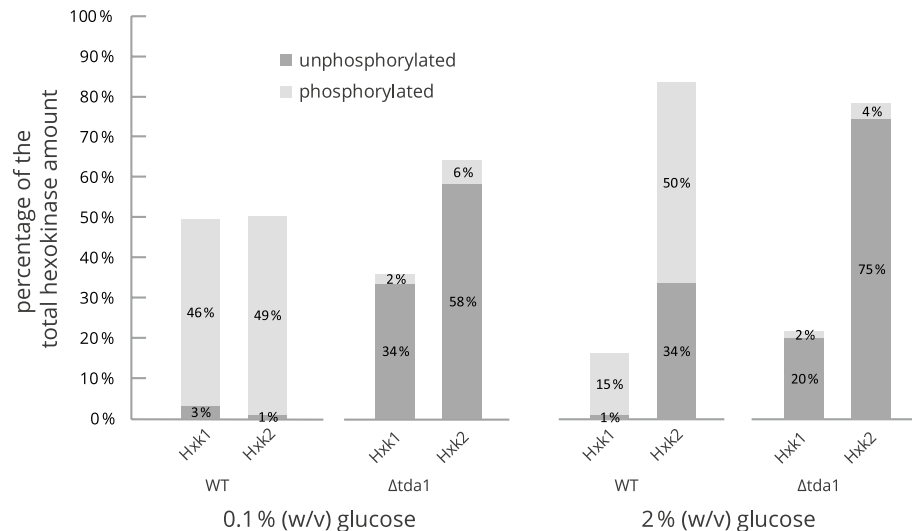 100 %
90 %
80 %
70 %
60 %
50 %
40 %
30 %
20 %
10 %
0 %
percentage of the
total hexokinase amount
unphosphorylated
phosphorylated
46 %
3 %
49 %
1 %
2 %
34 %
6 %
58 %
15 %
1 %
50 %
34 %
2 %
20 %
4 %
75 %
Hxk1
Hxk2
Hxk1
Hxk2
Hxk1
Hxk2
Hxk1
Hxk2
WT
Δtda1
WT
Δtda1
0.1 % (w/v) glucose
2 % (w/v) glucose